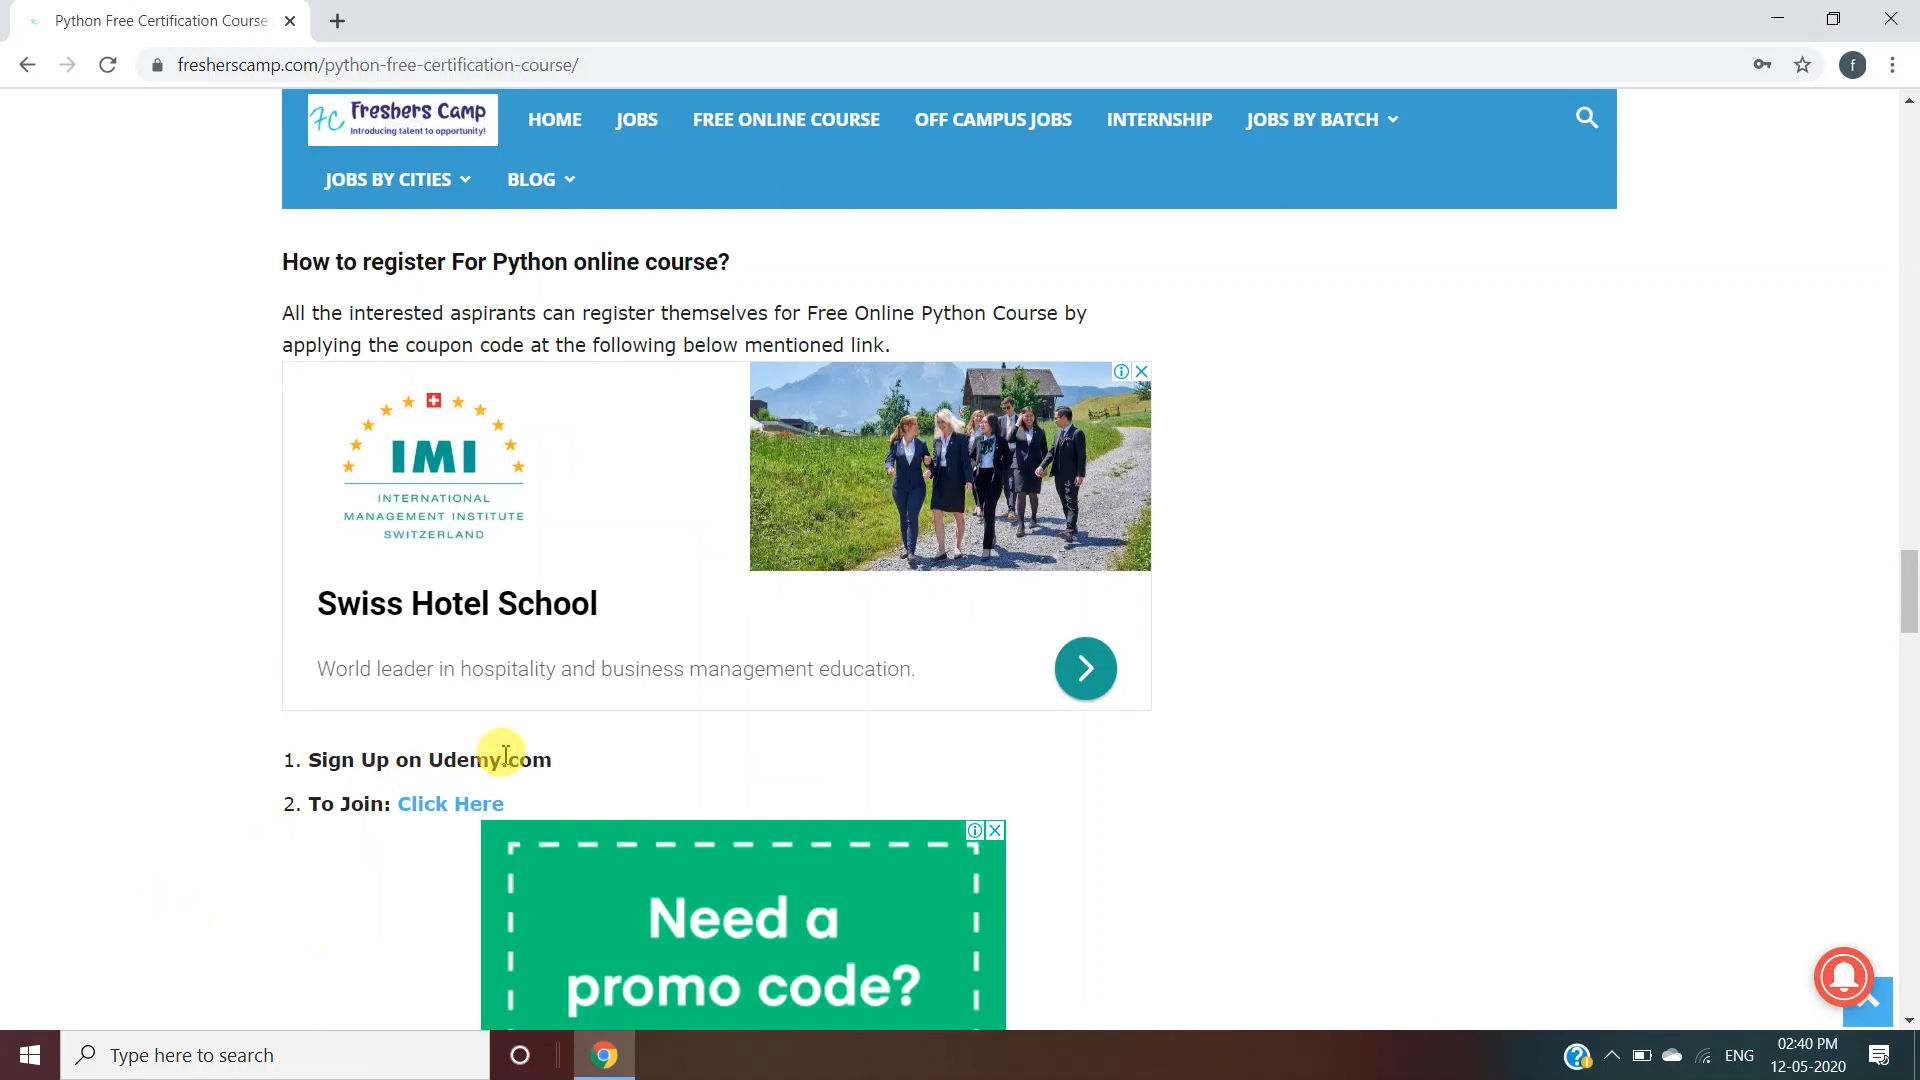 Python Free Certification Course
fresherscamp.com/python-free-certification-course/
f
FC Freshers Camp
Introducing talent to opportunity!
HOME JOBS FREE ONLINE COURSE OFF CAMPUS JOBS INTERNSHIP JOBS BY BATCH
JOBS BY CITIES BLOG
How to register For Python online course?
All the interested aspirants can register themselves for Free Online Python Course by
applying the coupon code at the following below mentioned link.
IMI
INTERNATIONAL
MANAGEMENT INSTITUTE
SWITZERLAND
Swiss Hotel School
World leader in hospitality and business management education.
1. Sign Up on Udemy.com
2. To Join: Click Here
Need a
promo code?
Type here to search
ENG
02:40 PM
12-05-2020